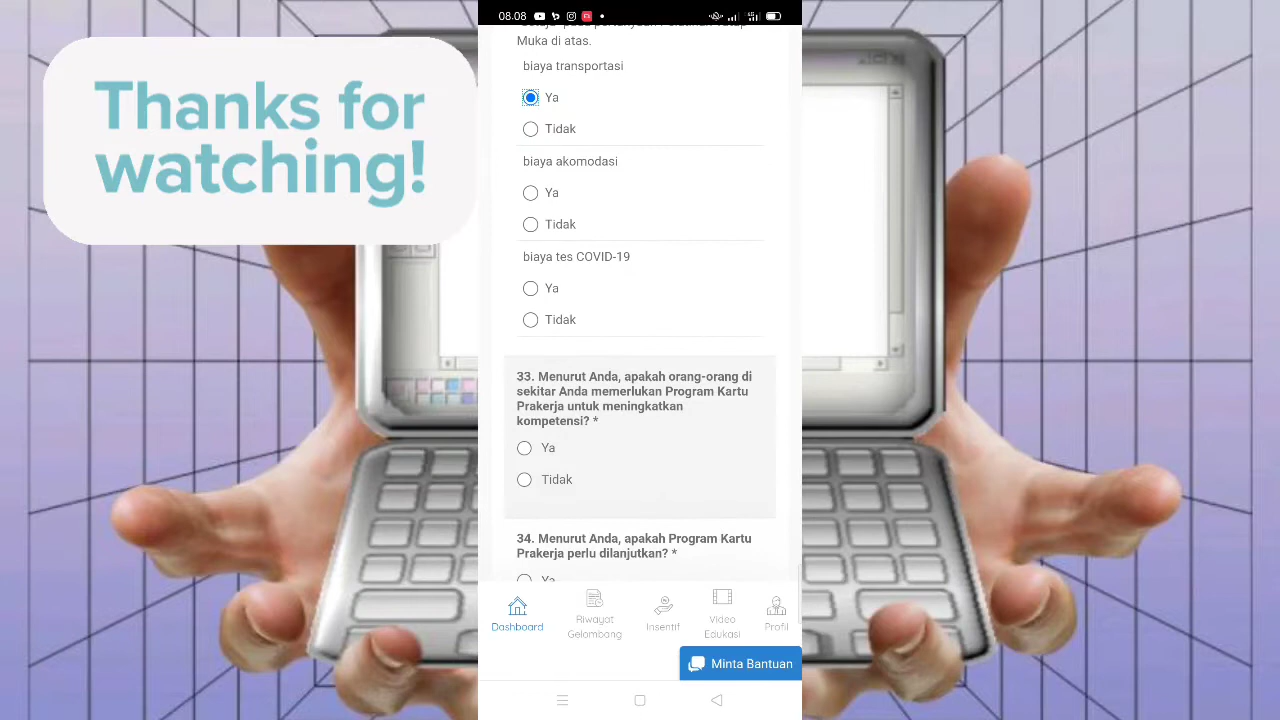 Thanks for
watching!
08.08
Muka di atas.
biaya transportasi
Ya
Tidak
biaya akomodasi
Ya
Tidak
biaya tes COVID-19
Ya
Tidak
33. Menurut Anda, apakah orang-orang di
sekitar Anda memerlukan Program Kartu
Prakerja untuk meningkatkan
kompetensi? *
Ya
Tidak
34. Menurut Anda, apakah Program Kartu
Prakerja perlu dilanjutkan? *
Ya
Dashboard
Riwayat
Gelombang
Insentif
Video
Edukasi
Profil
Minta Bantuan